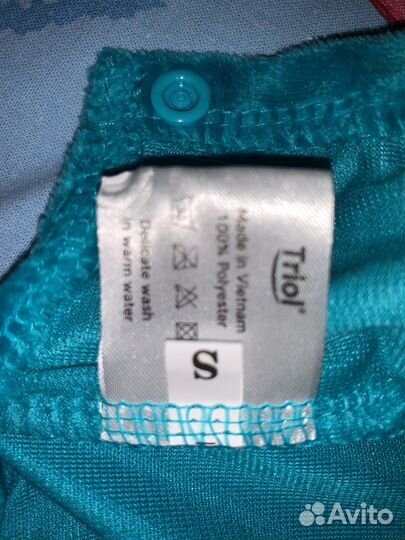 Triol®
Made in Vietnam
100% Polyester
Delicate wash
in warm water
S
Avito